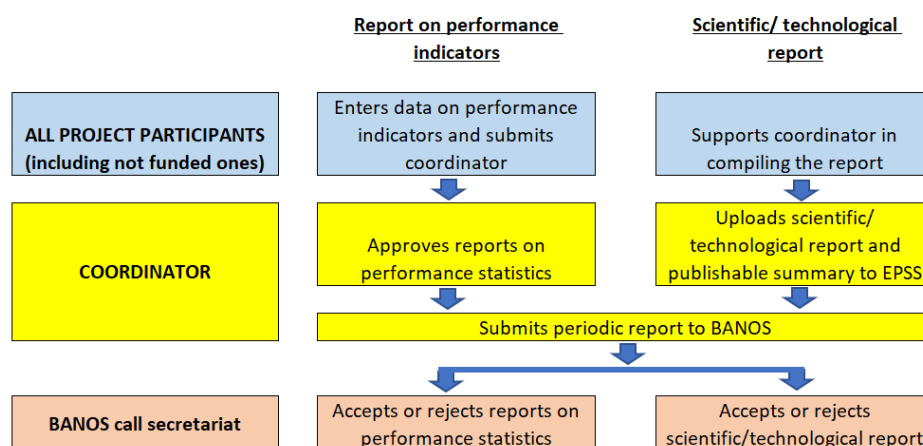 Report on performance
indicators
Scientific/ technological
report
ALL PROJECT PARTICIPANTS
(including not funded ones)
Enters data on performance
indicators and submits
coordinator
Supports coordinator in
compiling the report
COORDINATOR
Approves reports on
performance statistics
Uploads scientific/
technological report and
publishable summary to EPSS
Submits periodic report to BANOS
BANOS call secretariat
Accepts or rejects reports on
performance statistics
Accepts or rejects
scientific/technological report